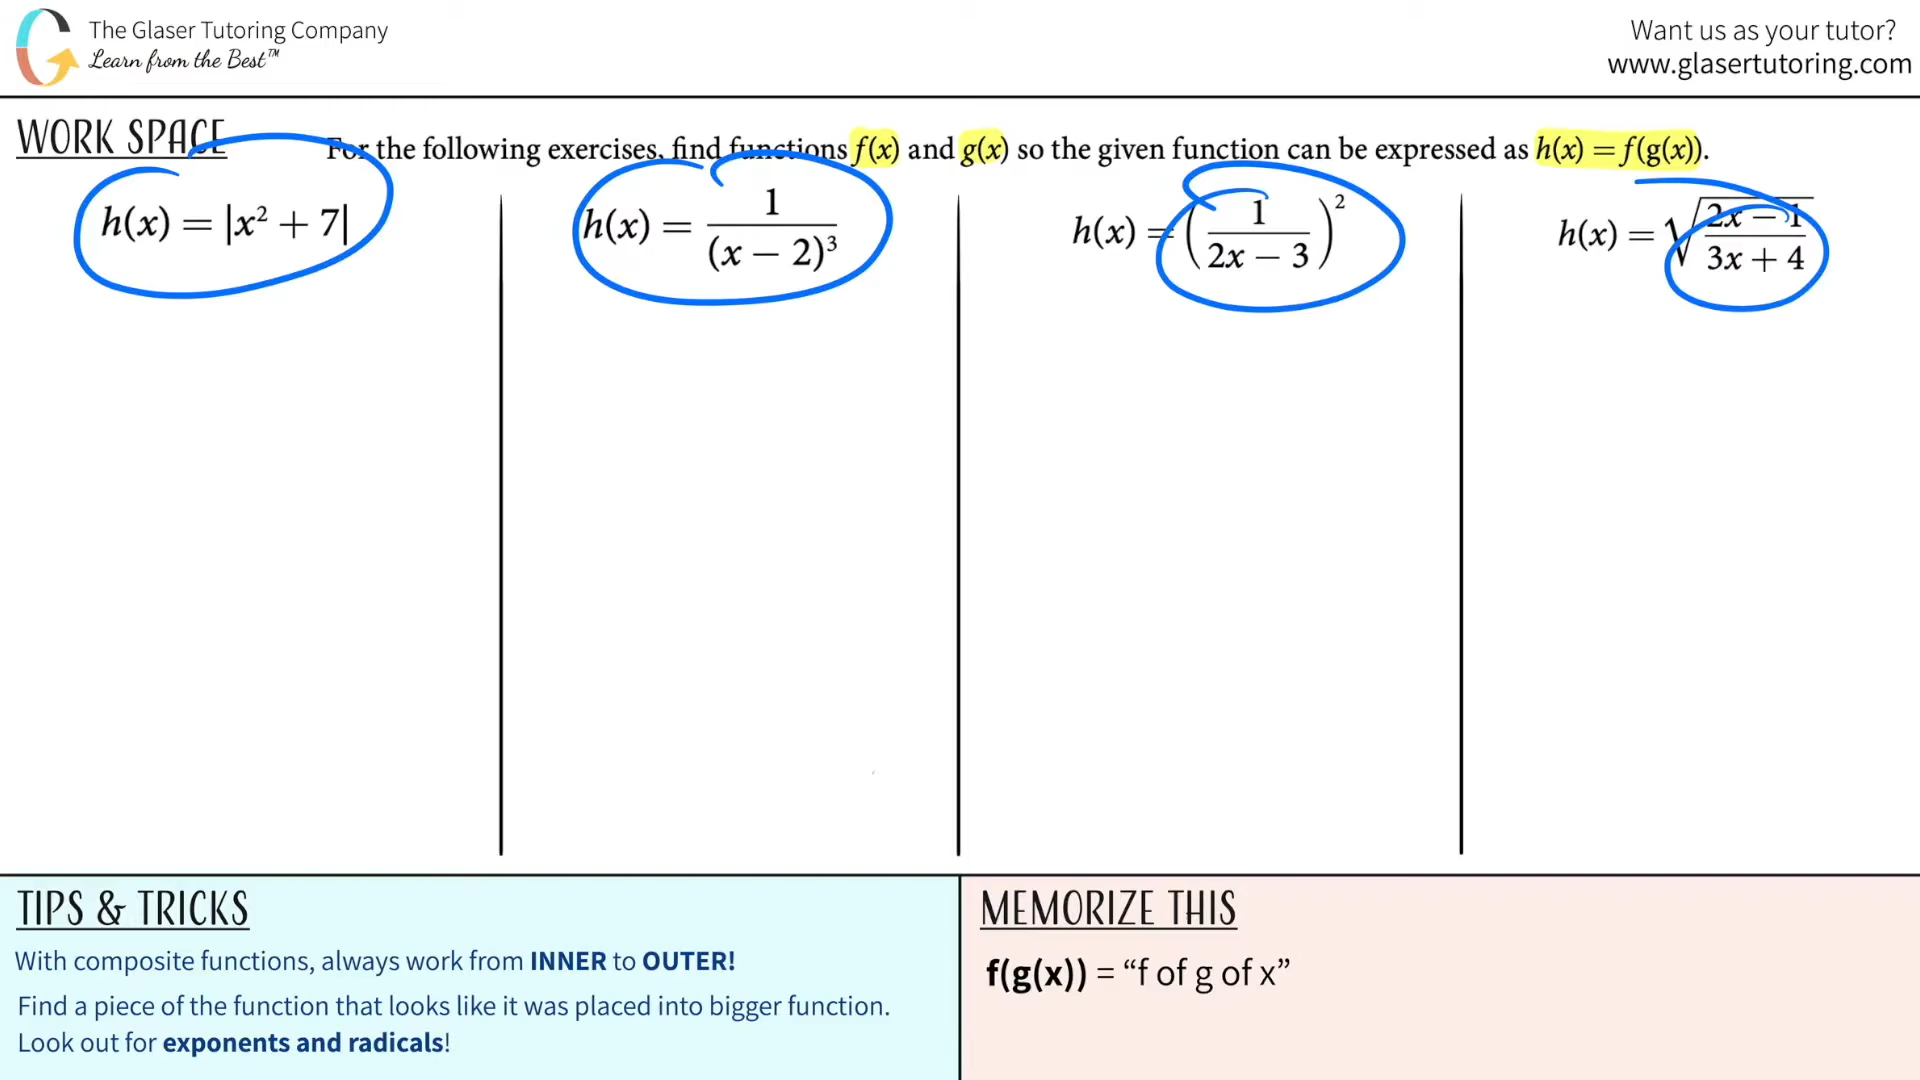 The Glaser Tutoring Company
Learn from the Best™
Want us as your tutor?
www.glasertutoring.com
WORK SPACE
For the following exercises, find functions f(x) and g(x) so the given function can be expressed as h(x) = f(g(x)).
h(x) = |x² + 7|
h(x) = 1 / (x − 2)³
h(x) = (1 / (2x − 3))²
h(x) = √((2x − 1) / (3x + 4))
TIPS & TRICKS
With composite functions, always work from INNER to OUTER!
Find a piece of the function that looks like it was placed into bigger function.
Look out for exponents and radicals!
MEMORIZE THIS
f(g(x)) = “f of g of x”